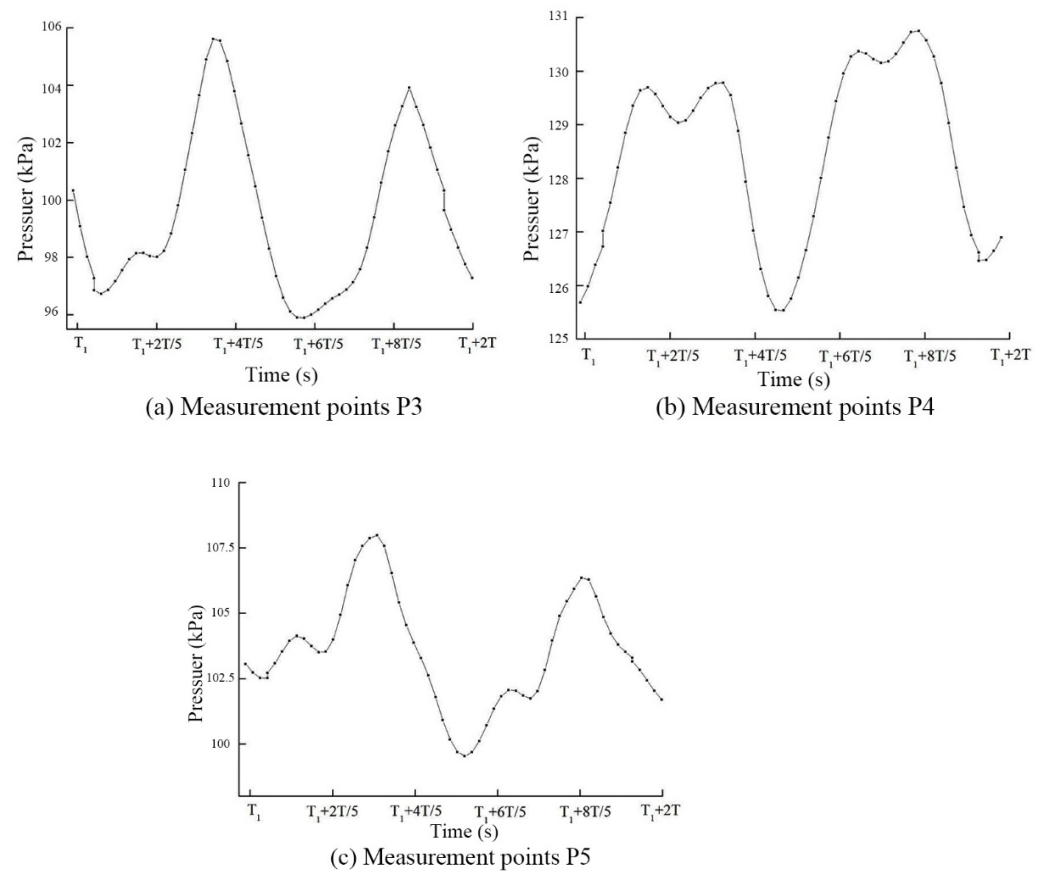 106
104
102
100
98
96
Pressuer (kPa)
T₁
T₁+2T/5
T₁+4T/5
T₁+6T/5
T₁+8T/5
T₁+2T
Time (s)
(a) Measurement points P3
131
130
129
128
127
126
125
Pressuer (kPa)
T₁
T₁+2T/5
T₁+4T/5
T₁+6T/5
T₁+8T/5
T₁+2T
Time (s)
(b) Measurement points P4
110
107.5
105
102.5
100
Pressuer (kPa)
T₁
T₁+2T/5
T₁+4T/5
T₁+6T/5
T₁+8T/5
T₁+2T
Time (s)
(c) Measurement points P5